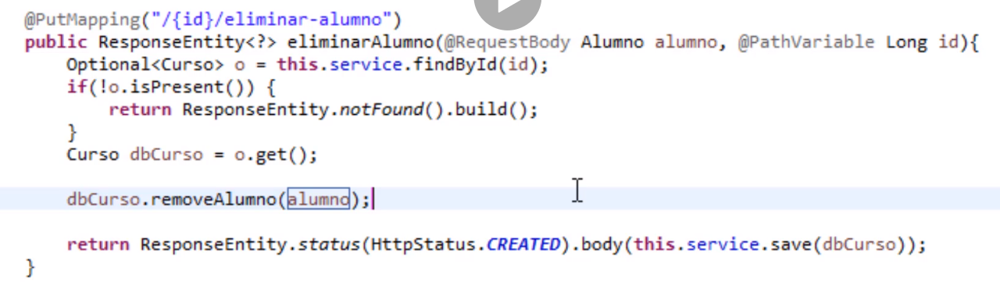 @PutMapping("/{id}/eliminar-alumno")
public ResponseEntity<?> eliminarAlumno(@RequestBody Alumno alumno, @PathVariable Long id){
    Optional<Curso> o = this.service.findById(id);
    if(!o.isPresent()) {
        return ResponseEntity.notFound().build();
    }
    Curso dbCurso = o.get();
    dbCurso.removeAlumno(alumno);
    return ResponseEntity.status(HttpStatus.CREATED).body(this.service.save(dbCurso));
}